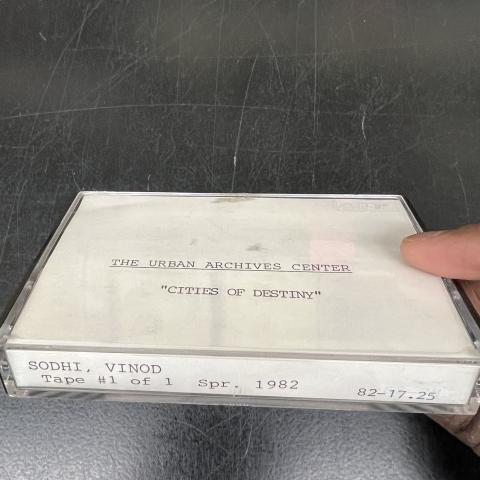 THE URBAN ARCHIVES CENTER
"CITIES OF DESTINY"
SODHI, VINOD
Tape #1 of 1 Spr. 1982 82-17.25